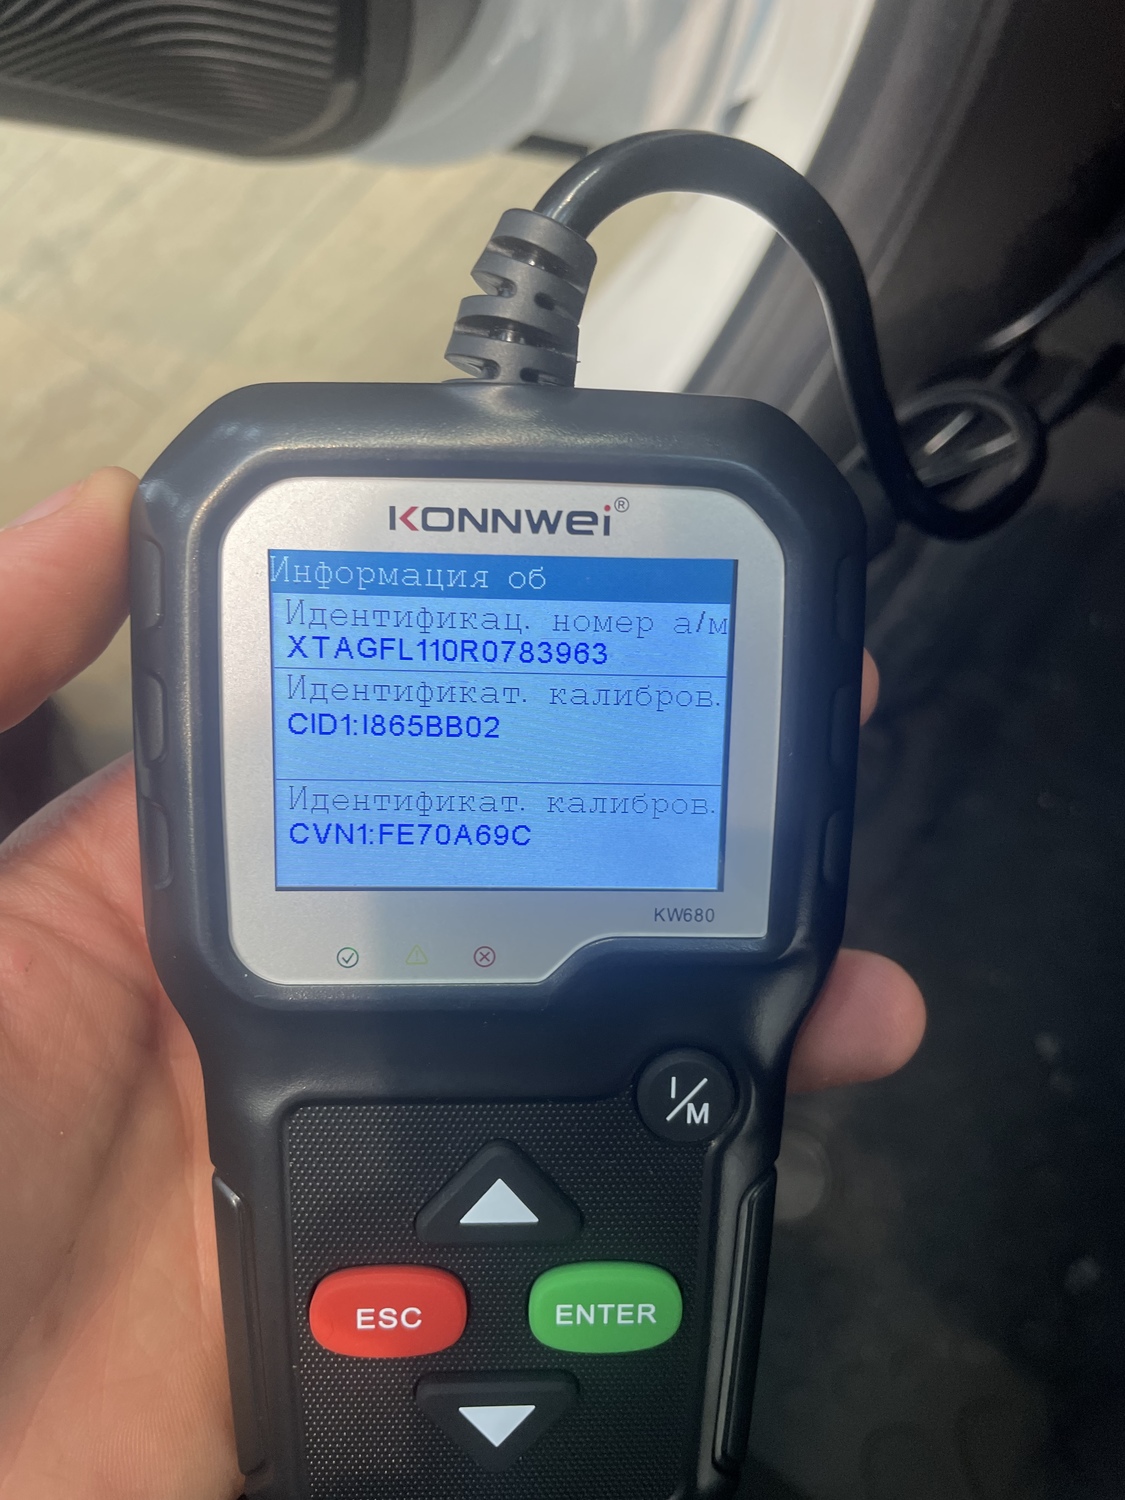 KONNWEI®
Информация об
Идентификац. номер а/м
XTAGFL110R0783963
Идентификат. калибров.
CID1:I865BB02
Идентификат. калибров.
CVN1:FE70A69C
KW680
I/M
ESC
ENTER